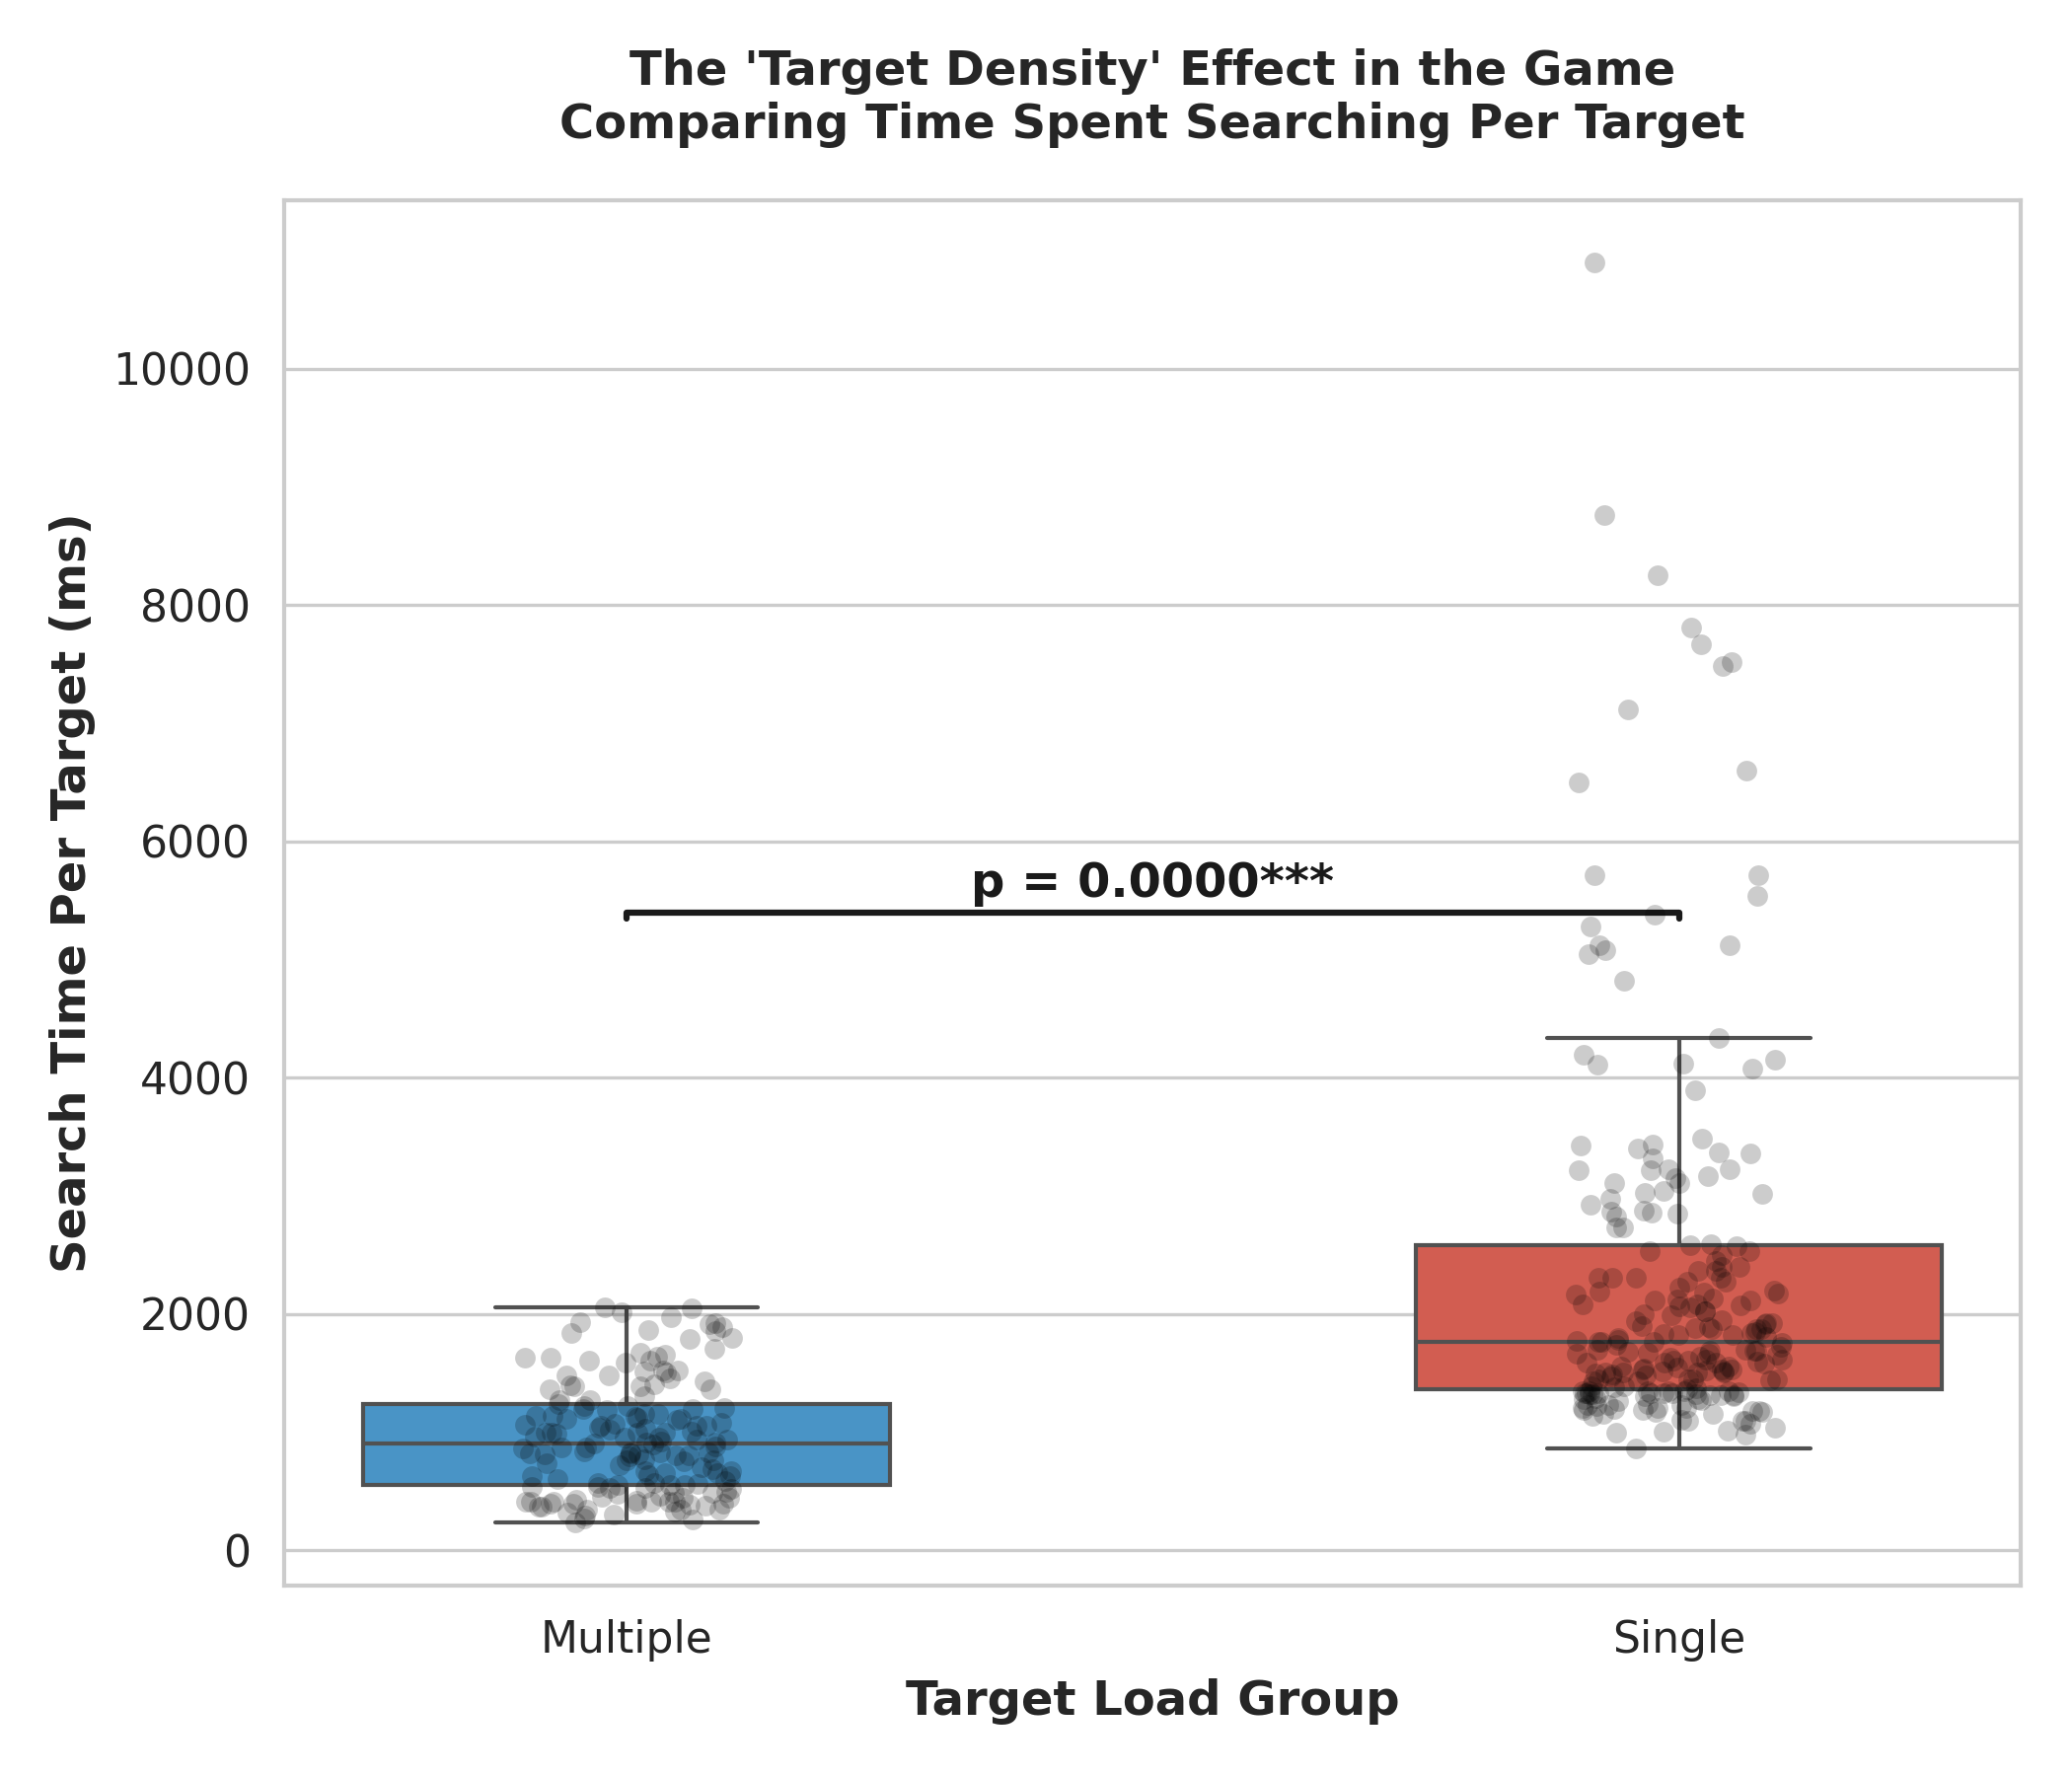 The 'Target Density' Effect in the Game
Comparing Time Spent Searching Per Target
Search Time Per Target (ms)
10000
8000
6000
4000
2000
0
p = 0.0000***
Multiple
Single
Target Load Group